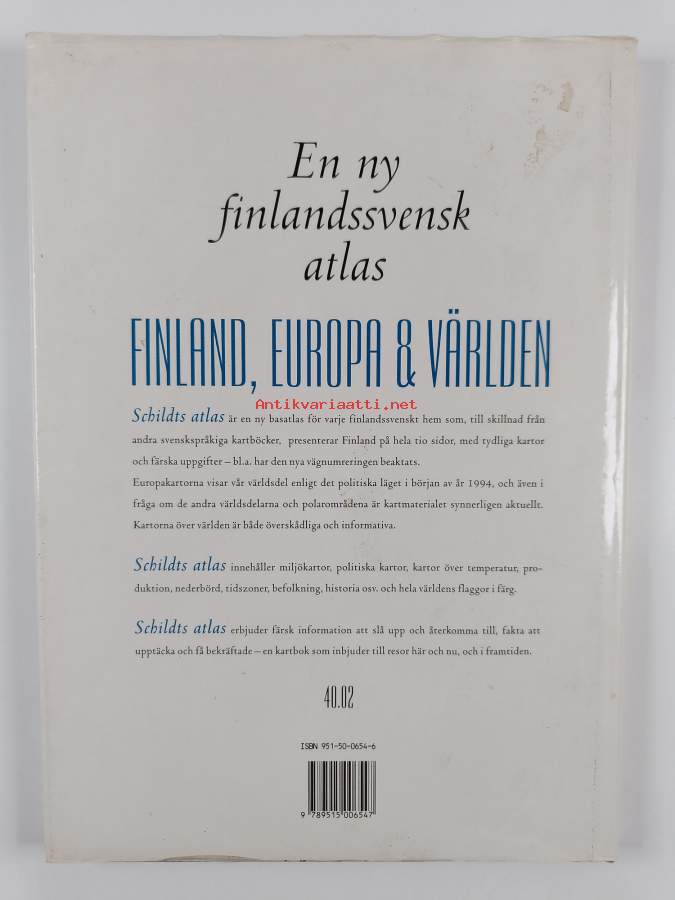 En ny
finlandssvensk
atlas
FINLAND, EUROPA & VÄRLDEN
Antikvariaatti.net
Schildts atlas är en ny basatlas för varje finlandssvenskt hem som, till skillnad från
andra svenskspråkiga kartböcker, presenterar Finland på hela tio sidor, med tydliga kartor
och färska uppgifter – bl.a. har den nya vägnumreringen beaktats.
Europakartorna visar vår världsdel enligt det politiska läget i början av år 1994, och även i
fråga om de andra världsdelarna och polarområdena är kartmaterialet synnerligen aktuellt.
Kartorna över världen är både överskådliga och informativa.
Schildts atlas innehåller miljökartor, politiska kartor, kartor över temperatur, pro-
duktion, nederbörd, tidszoner, befolkning, historia osv. och hela världens flaggor i färg.
Schildts atlas erbjuder färsk information att slå upp och återkomma till, fakta att
upptäcka och få bekräftade – en kartbok som inbjuder till resor här och nu, och i framtiden.
40.02
ISBN 951-50-0654-6
9 789515 006547